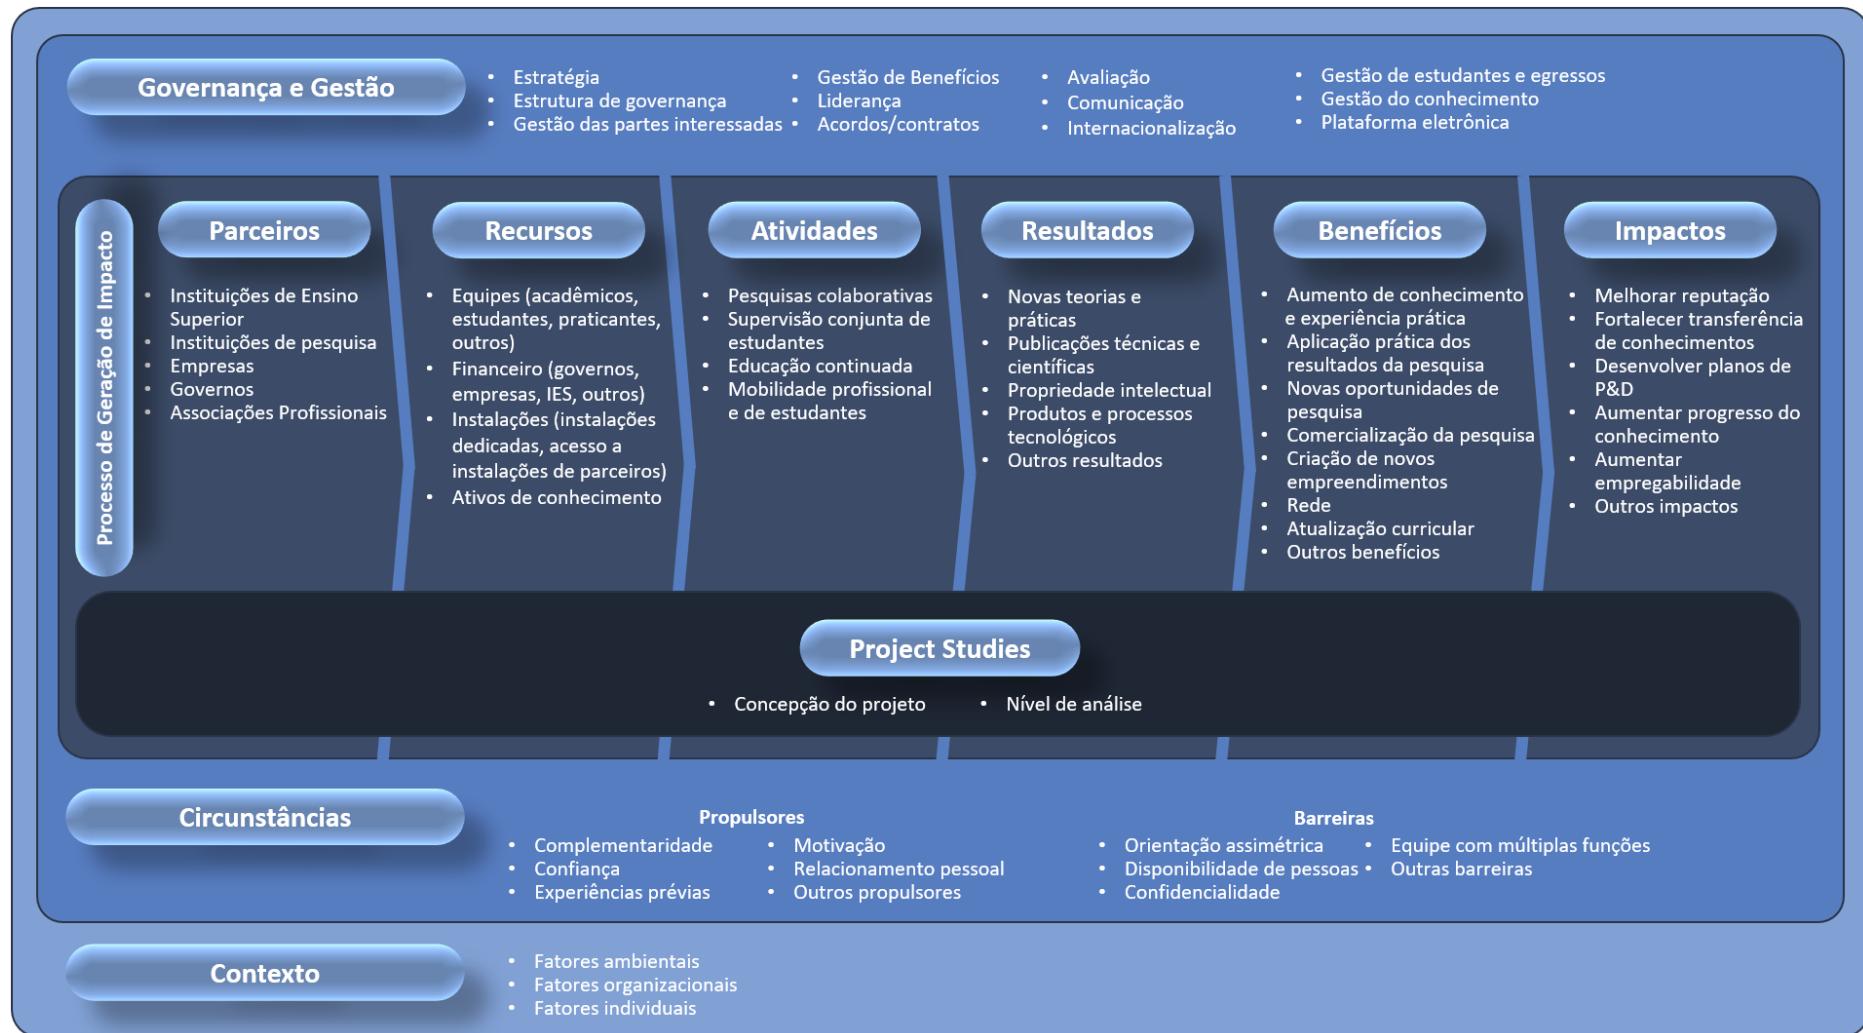 Governança e Gestão
• Estratégia
• Estrutura de governança
• Gestão das partes interessadas
• Gestão de Benefícios
• Liderança
• Acordos/contratos
• Avaliação
• Comunicação
• Internacionalização
• Gestão de estudantes e egressos
• Gestão do conhecimento
• Plataforma eletrônica
Processo de Geração de Impacto
Parceiros
• Instituições de Ensino
Superior
• Instituições de pesquisa
• Empresas
• Governos
• Associações Profissionais
Recursos
• Equipes (acadêmicos,
estudantes, praticantes,
outros)
• Financeiro (governos,
empresas, IES, outros)
• Instalações (instalações
dedicadas, acesso a
instalações de parceiros)
• Ativos de conhecimento
Atividades
• Pesquisas colaborativas
• Supervisão conjunta de
estudantes
• Educação continuada
• Mobilidade profissional
e de estudantes
Resultados
• Novas teorias e
práticas
• Publicações técnicas e
científicas
• Propriedade intelectual
• Produtos e processos
tecnológicos
• Outros resultados
Benefícios
• Aumento de conhecimento
e experiência prática
• Aplicação prática dos
resultados da pesquisa
• Novas oportunidades de
pesquisa
• Comercialização da pesquisa
• Criação de novos
empreendimentos
• Rede
• Atualização curricular
• Outros benefícios
Impactos
• Melhorar reputação
• Fortalecer transferência
de conhecimentos
• Desenvolver planos de
P&D
• Aumentar progresso do
conhecimento
• Aumentar
empregabilidade
• Outros impactos
Project Studies
• Concepção do projeto
• Nível de análise
Circunstâncias
Propulsores
• Complementaridade
• Confiança
• Experiências prévias
• Motivação
• Relacionamento pessoal
• Outros propulsores
Barreiras
• Orientação assimétrica
• Disponibilidade de pessoas
• Confidencialidade
• Equipe com múltiplas funções
• Outras barreiras
Contexto
• Fatores ambientais
• Fatores organizacionais
• Fatores individuais